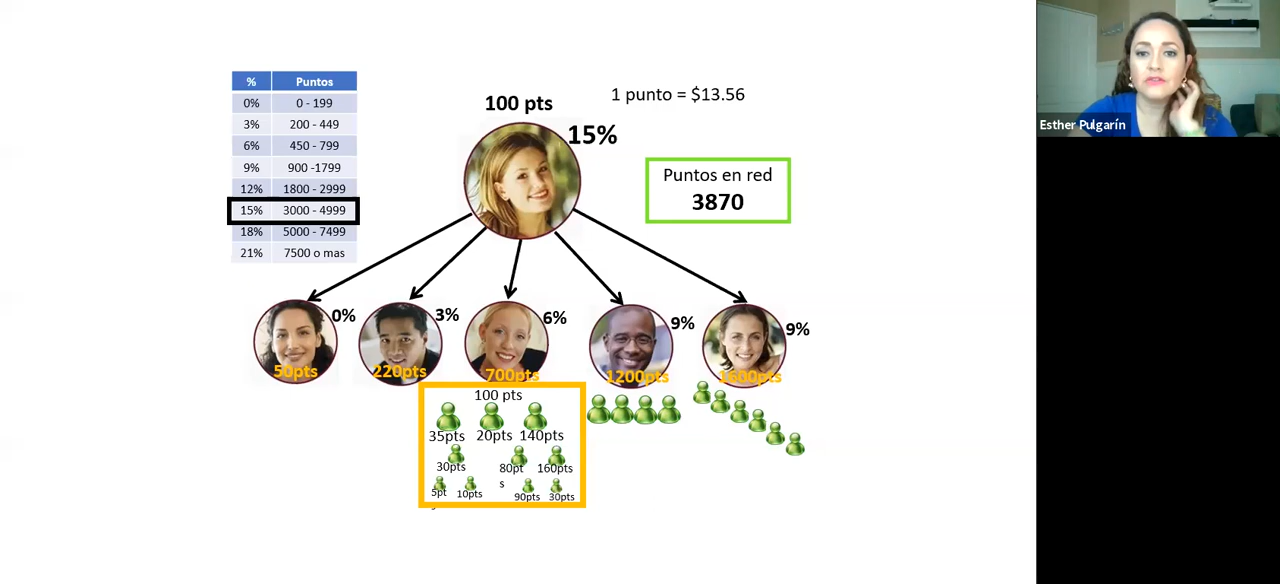 % Puntos
0% 0 - 199
3% 200 - 449
6% 450 - 799
9% 900 -1799
12% 1800 - 2999
15% 3000 - 4999
18% 5000 - 7499
21% 7500 o mas
100 pts
15%
1 punto = $13.56
Puntos en red
3870
0%
3%
6%
9%
9%
50pts
220pts
700pts
1200pts
1600pts
100 pts
35pts 20pts 140pts
30pts 80pt 160pts
s
5pt 10pts 90pts 30pts
Esther Pulgarín